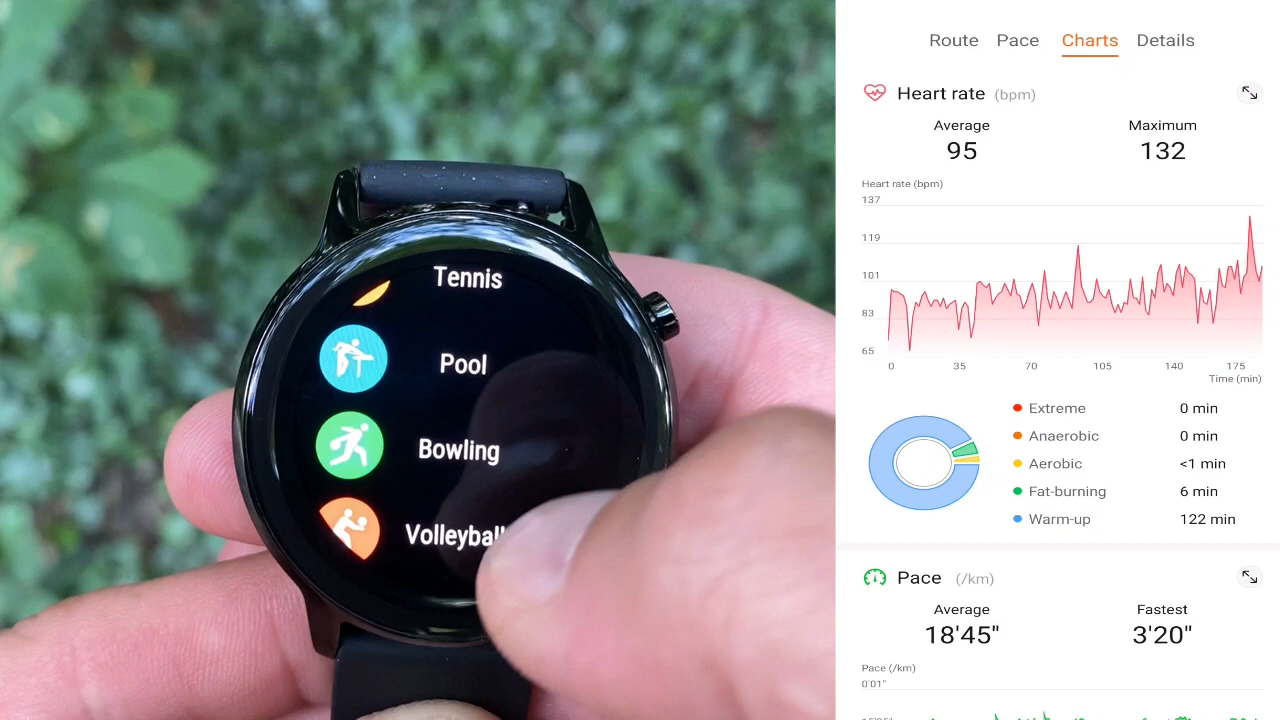 Tennis
Pool
Bowling
Volleyball
Route Pace Charts Details
Heart rate (bpm)
Average Maximum
95 132
Heart rate (bpm)
137
119
101
83
65
0 35 70 105 140 175
Time (min)
Extreme 0 min
Anaerobic 0 min
Aerobic <1 min
Fat-burning 6 min
Warm-up 122 min
Pace (/km)
Average Fastest
18'45" 3'20"
Pace (/km)
0'01"